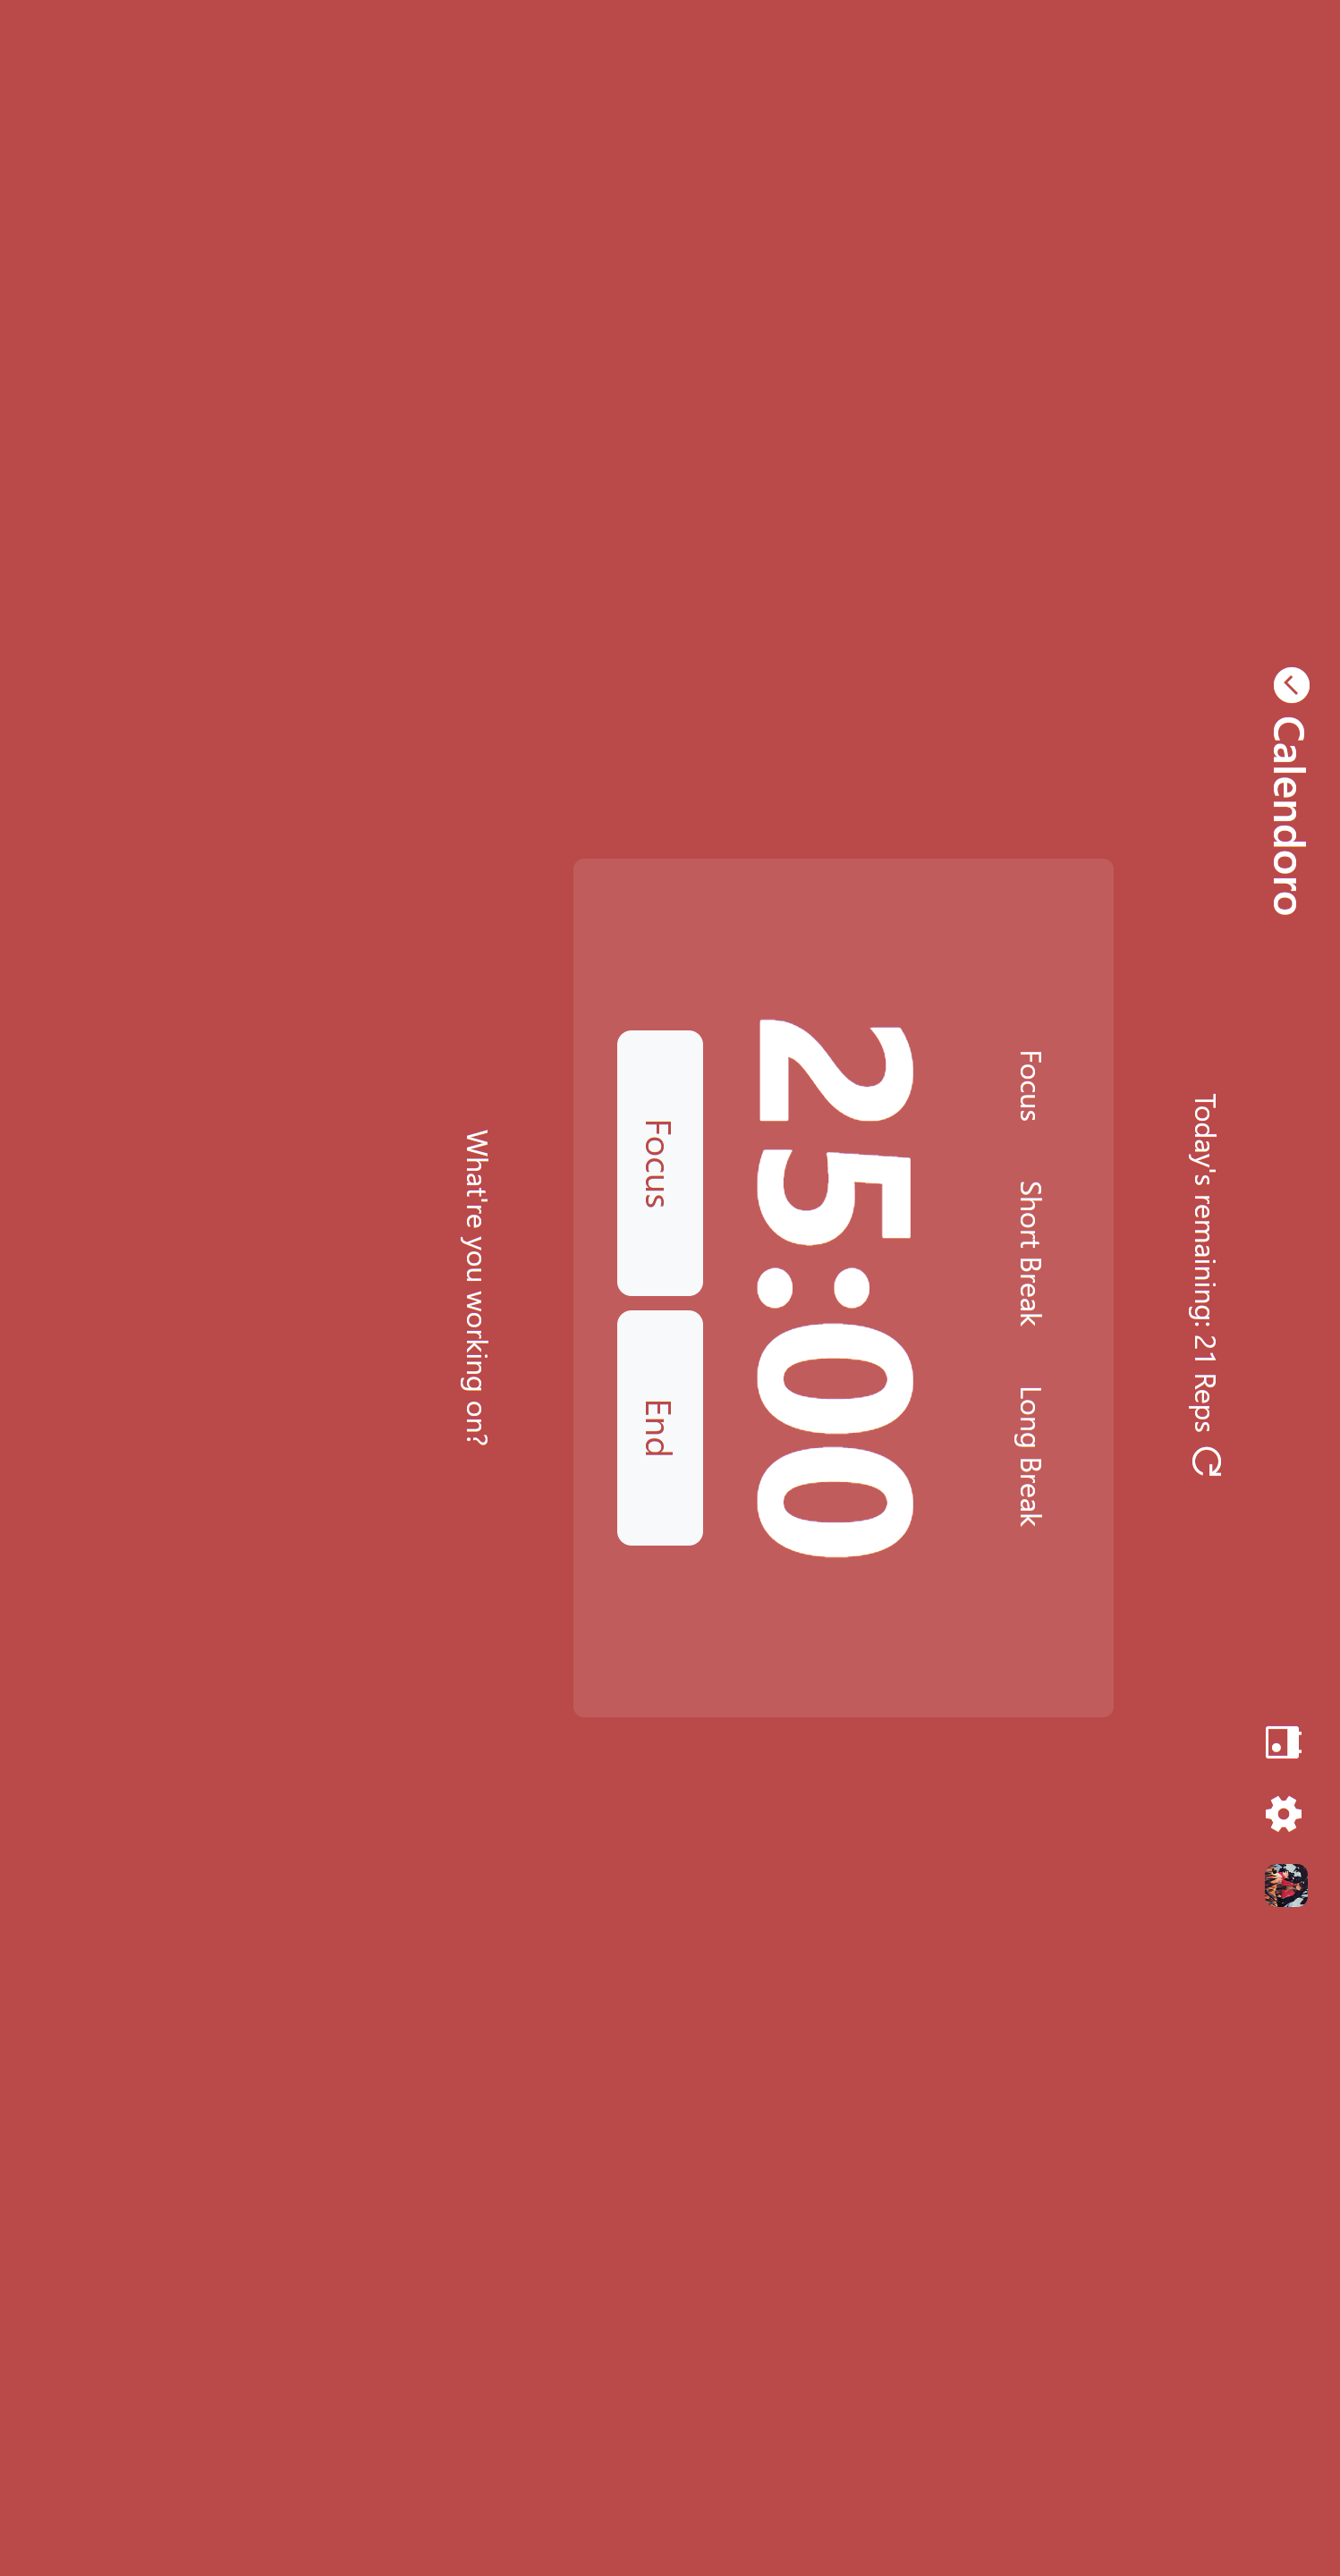 Calendoro
Today's remaining: 21 Reps
Focus Short Break Long Break
25:00
Focus End
What're you working on?